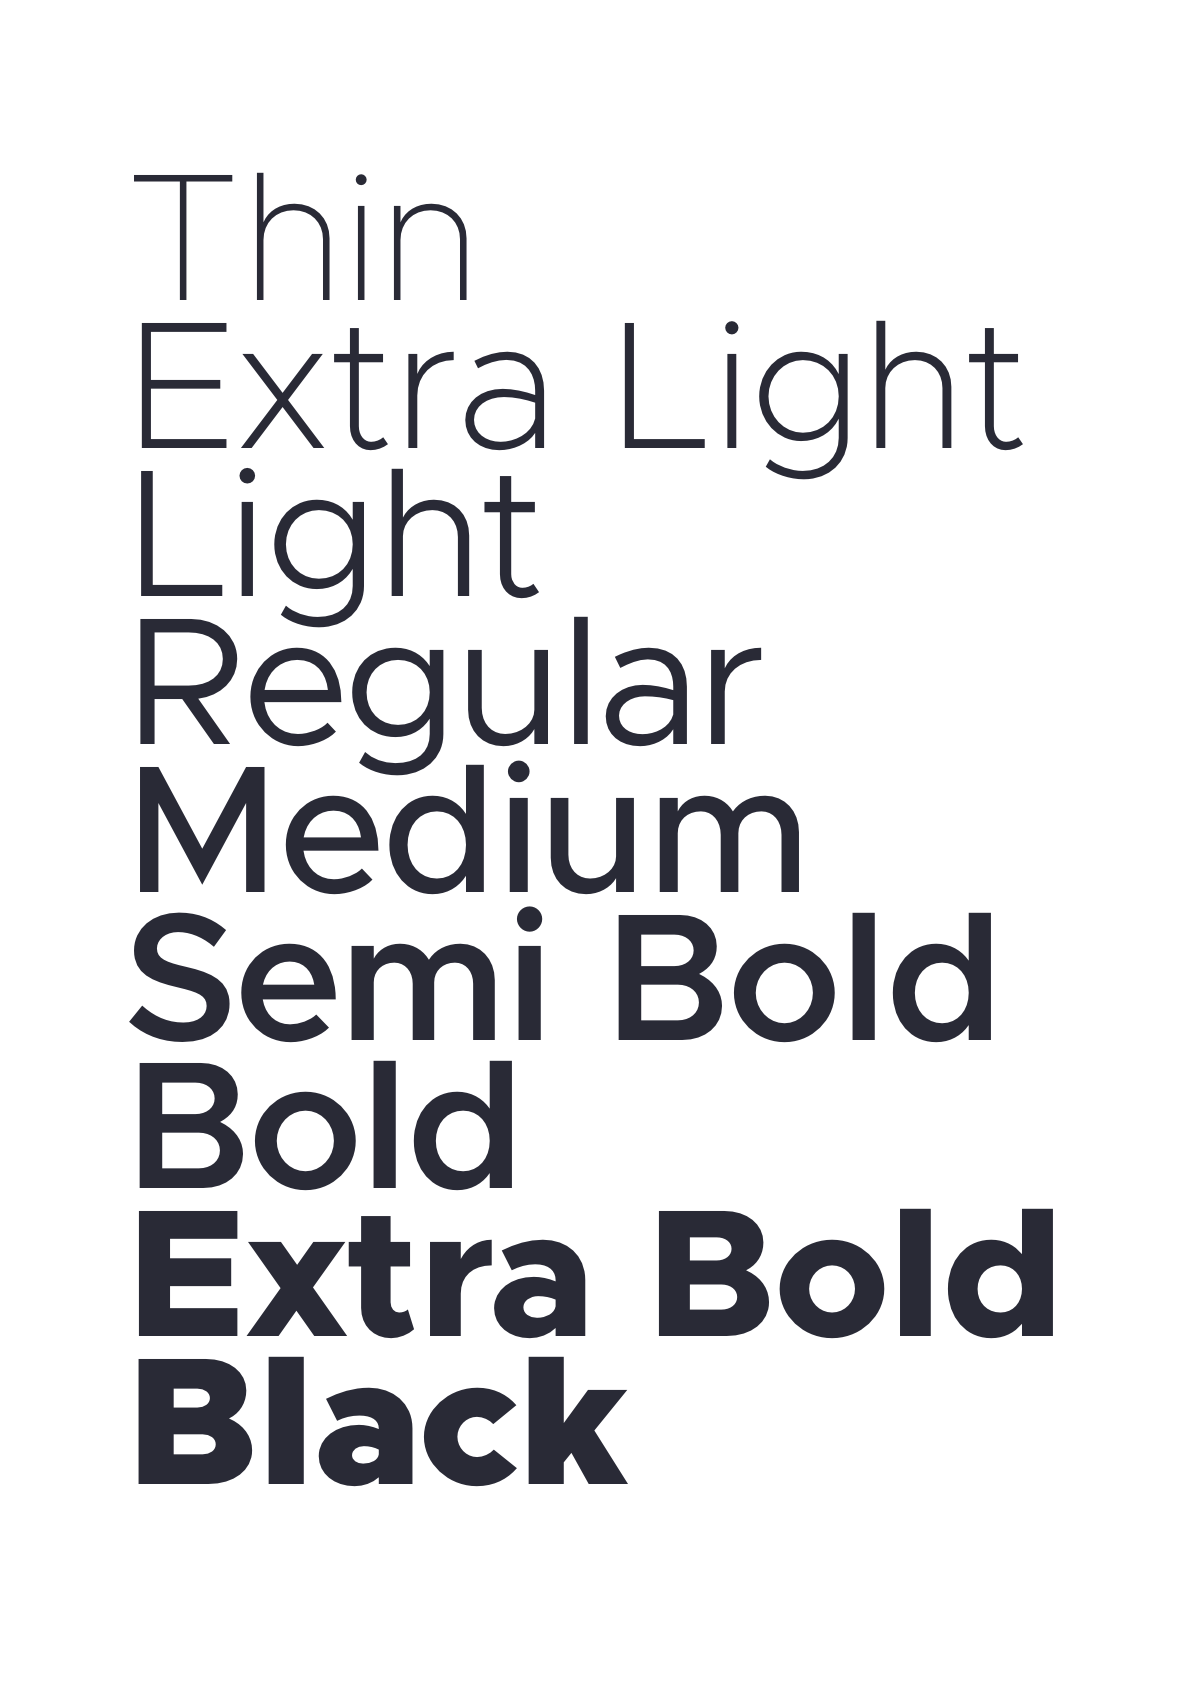 Thin
Extra Light
Light
Regular
Medium
Semi Bold
Bold
Extra Bold
Black